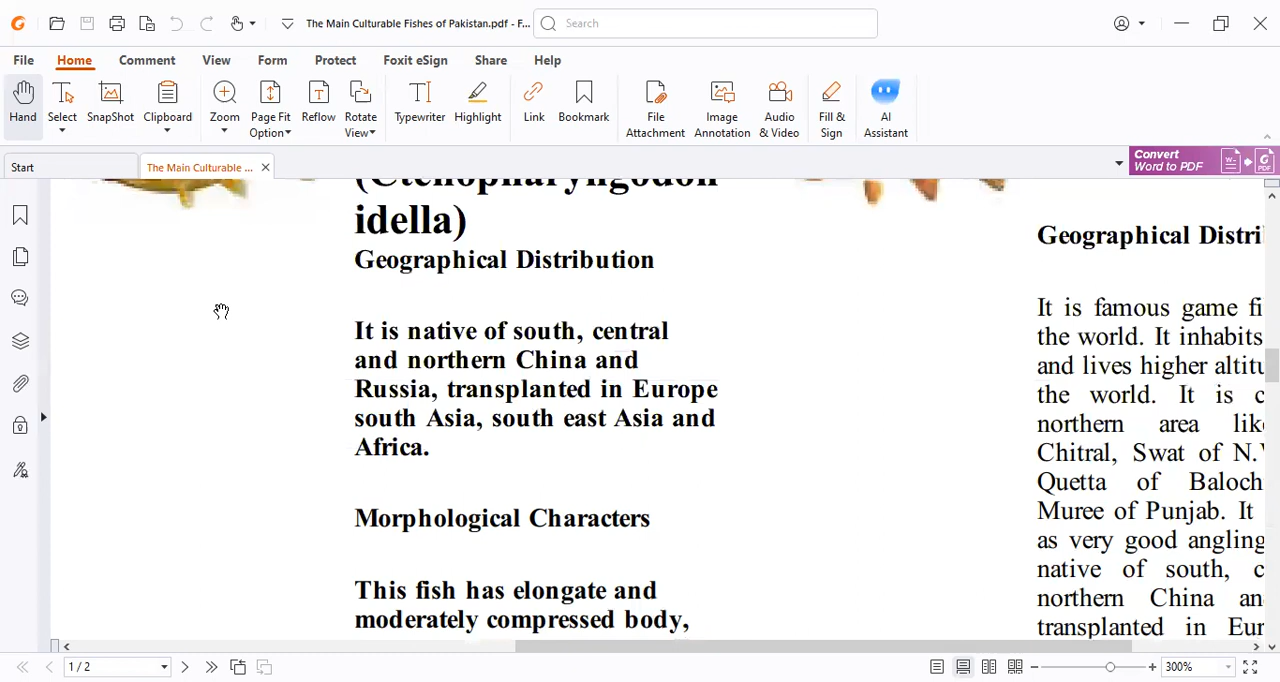 The Main Culturable Fishes of Pakistan.pdf - F...
Search
File
Home
Comment
View
Form
Protect
Foxit eSign
Share
Help
Hand
Select
SnapShot
Clipboard
Zoom
Page Fit
Option
Reflow
Rotate
View
Typewriter
Highlight
Link
Bookmark
File
Attachment
Image
Annotation
Audio
& Video
Fill &
Sign
AI
Assistant
Start
The Main Culturable ...
Convert
Word to PDF
(Ctenopharyngodon
idella)
Geographical Distribution
It is native of south, central
and northern China and
Russia, transplanted in Europe
south Asia, south east Asia and
Africa.
Morphological Characters
This fish has elongate and
moderately compressed body,
Geographical Distri
It is famous game fi
the world. It inhabits
and lives higher altitu
the world. It is c
northern area lik
Chitral, Swat of N.
Quetta of Baloch
Muree of Punjab. It
as very good angling
native of south, c
northern China an
transplanted in Eur
1 / 2
300%